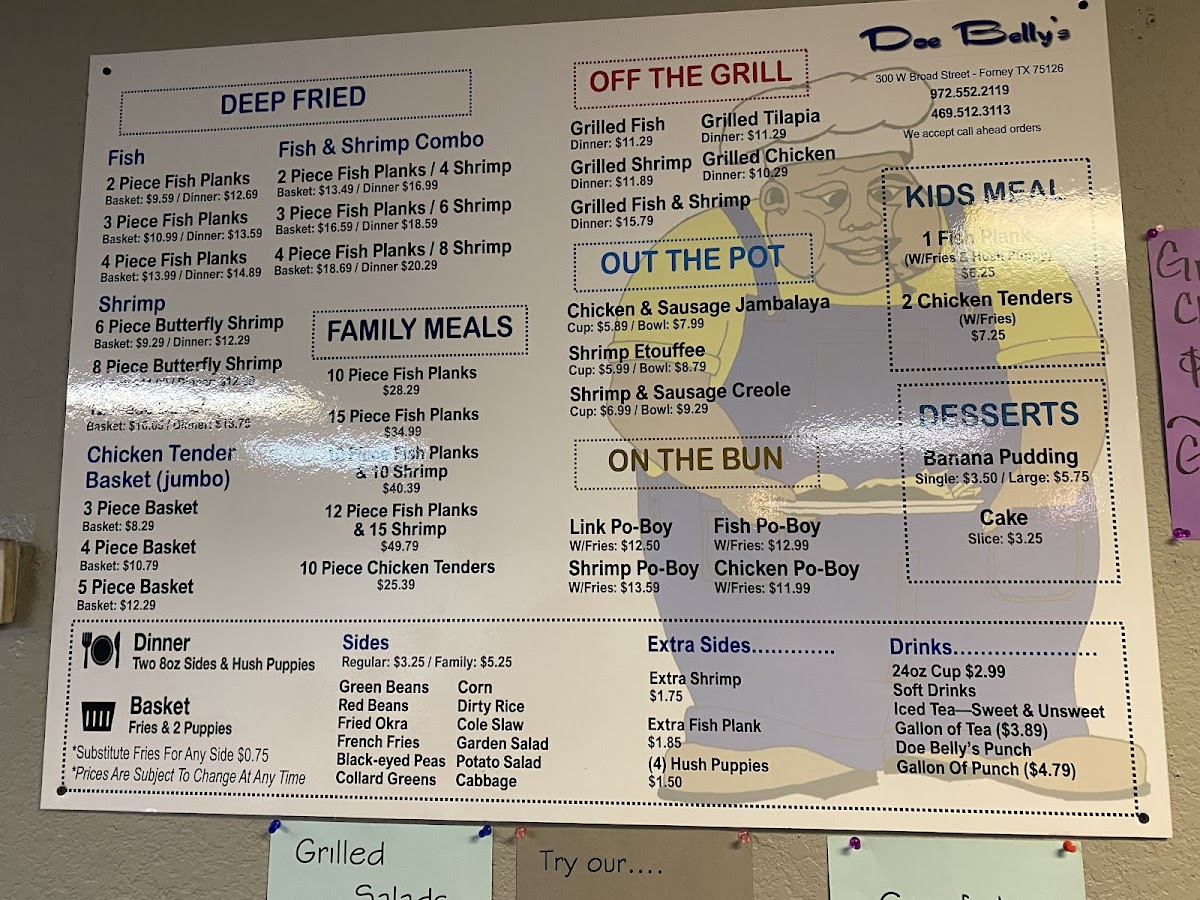 Doe Belly's
300 W Broad Street - Forney TX 75126
972.552.2119
469.512.3113
We accept call ahead orders
DEEP FRIED
Fish
2 Piece Fish Planks
Basket: $9.59 / Dinner: $12.69
3 Piece Fish Planks
Basket: $10.99 / Dinner: $13.59
4 Piece Fish Planks
Basket: $13.99 / Dinner: $14.89
Shrimp
6 Piece Butterfly Shrimp
Basket: $9.29 / Dinner: $12.29
8 Piece Butterfly Shrimp
Chicken Tender
Basket (jumbo)
3 Piece Basket
Basket: $8.29
4 Piece Basket
Basket: $10.79
5 Piece Basket
Basket: $12.29
Fish & Shrimp Combo
2 Piece Fish Planks / 4 Shrimp
Basket: $13.49 / Dinner $16.99
3 Piece Fish Planks / 6 Shrimp
Basket: $16.59 / Dinner $18.59
4 Piece Fish Planks / 8 Shrimp
Basket: $18.69 / Dinner $20.29
FAMILY MEALS
10 Piece Fish Planks
$28.29
15 Piece Fish Planks
$34.99
Piece Fish Planks
& 10 Shrimp
$40.39
12 Piece Fish Planks
& 15 Shrimp
$49.79
10 Piece Chicken Tenders
$25.39
OFF THE GRILL
Grilled Fish
Dinner: $11.29
Grilled Tilapia
Dinner: $11.29
Grilled Shrimp
Dinner: $11.89
Grilled Chicken
Dinner: $10.29
Grilled Fish & Shrimp
Dinner: $15.79
OUT THE POT
Chicken & Sausage Jambalaya
Cup: $5.89 / Bowl: $7.99
Shrimp Etouffee
Cup: $5.99 / Bowl: $8.79
Shrimp & Sausage Creole
Cup: $6.99 / Bowl: $9.29
ON THE BUN
Link Po-Boy
W/Fries: $12.50
Fish Po-Boy
W/Fries: $12.99
Shrimp Po-Boy
W/Fries: $13.59
Chicken Po-Boy
W/Fries: $11.99
KIDS MEAL
1 Fish Plank
(W/Fries & Hush
$6.25
2 Chicken Tenders
(W/Fries)
$7.25
DESSERTS
Banana Pudding
Single: $3.50 / Large: $5.75
Cake
Slice: $3.25
Dinner
Two 8oz Sides & Hush Puppies
Basket
Fries & 2 Puppies
*Substitute Fries For Any Side $0.75
*Prices Are Subject To Change At Any Time
Sides
Regular: $3.25 / Family: $5.25
Green Beans
Red Beans
Fried Okra
French Fries
Black-eyed Peas
Collard Greens
Corn
Dirty Rice
Cole Slaw
Garden Salad
Potato Salad
Cabbage
Extra Sides.............
Extra Shrimp
$1.75
Extra Fish Plank
$1.85
(4) Hush Puppies
$1.50
Drinks......................
24oz Cup $2.99
Soft Drinks
Iced Tea—Sweet & Unsweet
Gallon of Tea ($3.89)
Doe Belly's Punch
Gallon Of Punch ($4.79)
Grilled
Salads
Try our....